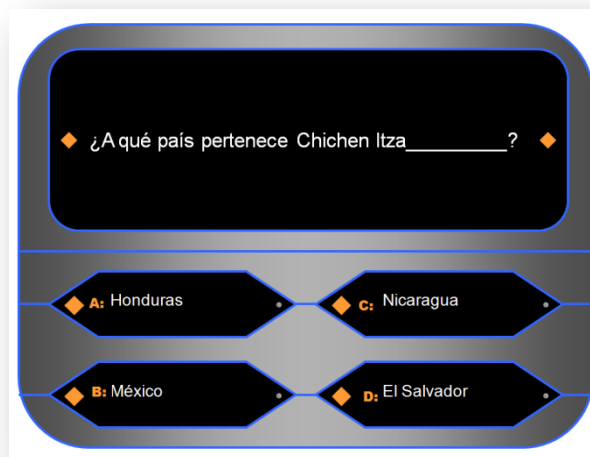 ¿A qué país pertenece Chichen Itza_________?
A: Honduras
C: Nicaragua
B: México
D: El Salvador